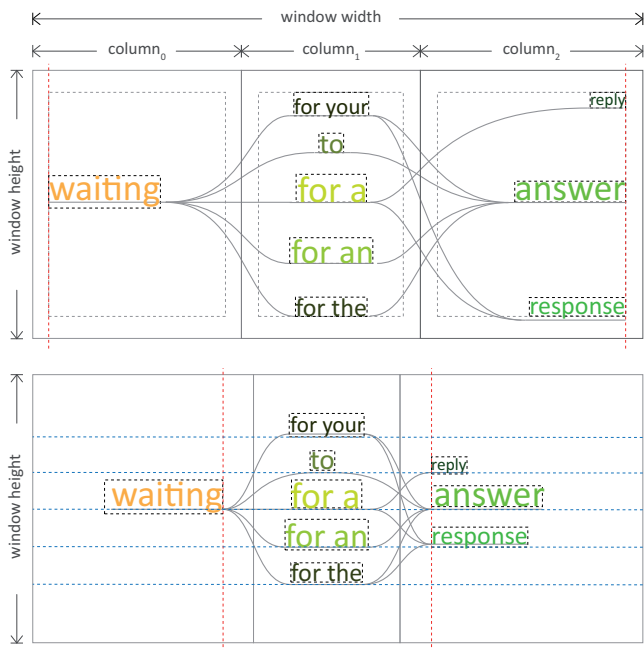 window width
column₀ column₁ column₂
window height
for your
reply
to
waiting
for a
answer
for an
for the
response
window height
for your
to
reply
waiting
for a
answer
for an
response
for the